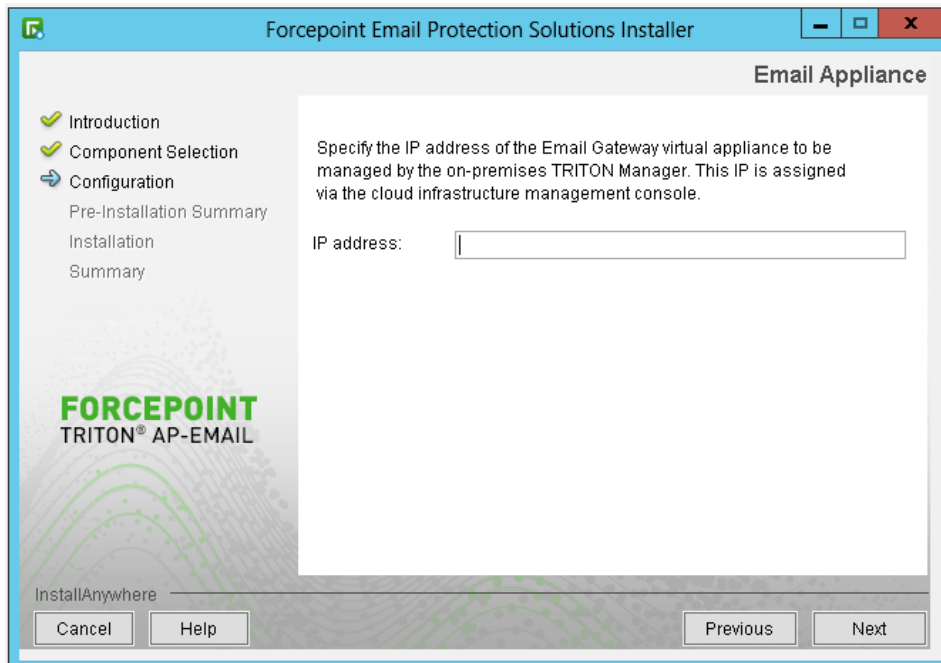 Forcepoint Email Protection Solutions Installer
Email Appliance
Introduction
Component Selection
Configuration
Pre-Installation Summary
Installation
Summary
Specify the IP address of the Email Gateway virtual appliance to be
managed by the on-premises TRITON Manager. This IP is assigned
via the cloud infrastructure management console.
IP address:
FORCEPOINT
TRITON® AP-EMAIL
InstallAnywhere
Cancel
Help
Previous
Next